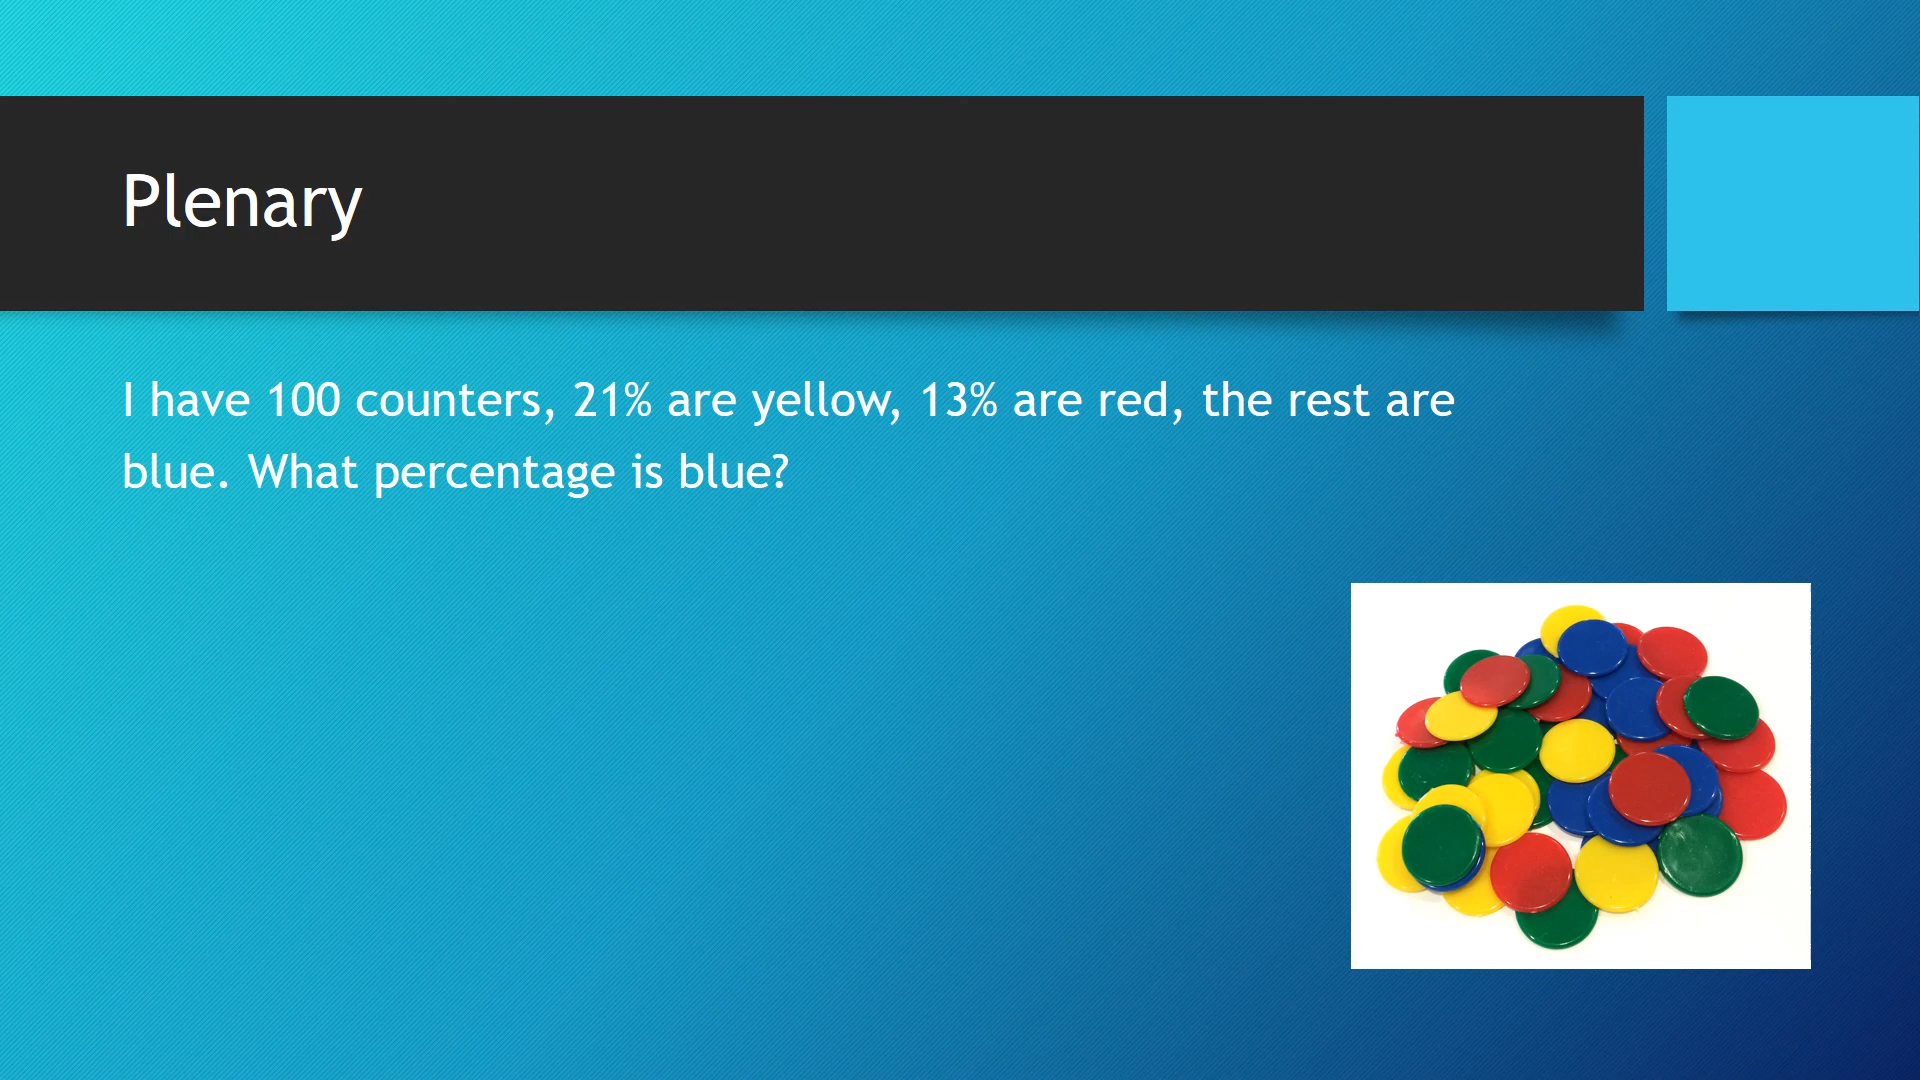 Plenary
I have 100 counters, 21% are yellow, 13% are red, the rest are
blue. What percentage is blue?